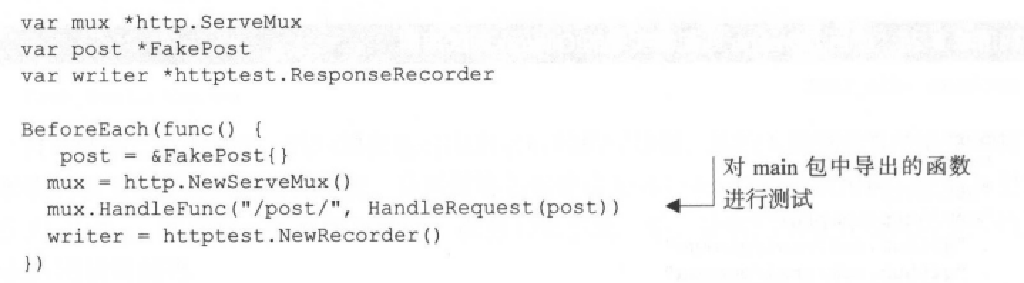 var mux *http.ServeMux
var post *FakePost
var writer *httptest.ResponseRecorder
BeforeEach(func() {
post = &FakePost{}
mux = http.NewServeMux()
mux.HandleFunc("/post/", HandleRequest(post))
writer = httptest.NewRecorder()
})
对 main 包中导出的函数
进行测试